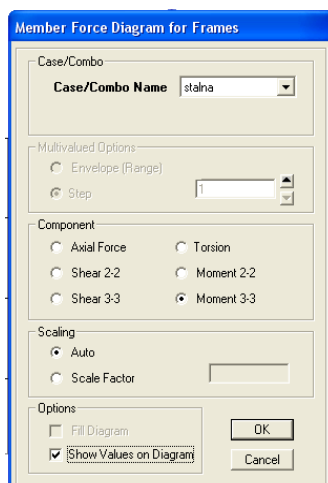 Member Force Diagram for Frames
Case/Combo
Case/Combo Name stalna
Multivalued Options
Envelope (Range)
Step 1
Component
Axial Force Torsion
Shear 2-2 Moment 2-2
Shear 3-3 Moment 3-3
Scaling
Auto
Scale Factor
Options
Fill Diagram OK
Show Values on Diagram Cancel